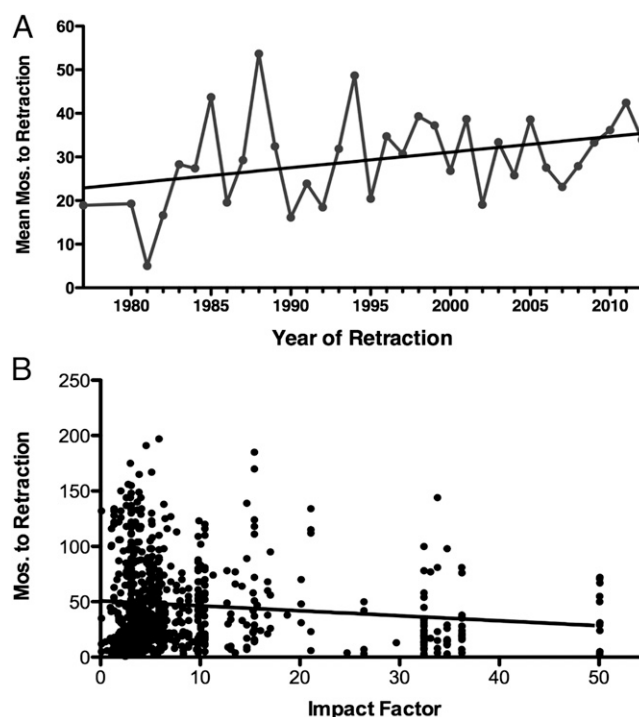 A
Mean Mos. to Retraction
60
50
40
30
20
10
0
1980 1985 1990 1995 2000 2005 2010
Year of Retraction
B
Mos. to Retraction
250
200
150
100
50
0
0 10 20 30 40 50
Impact Factor